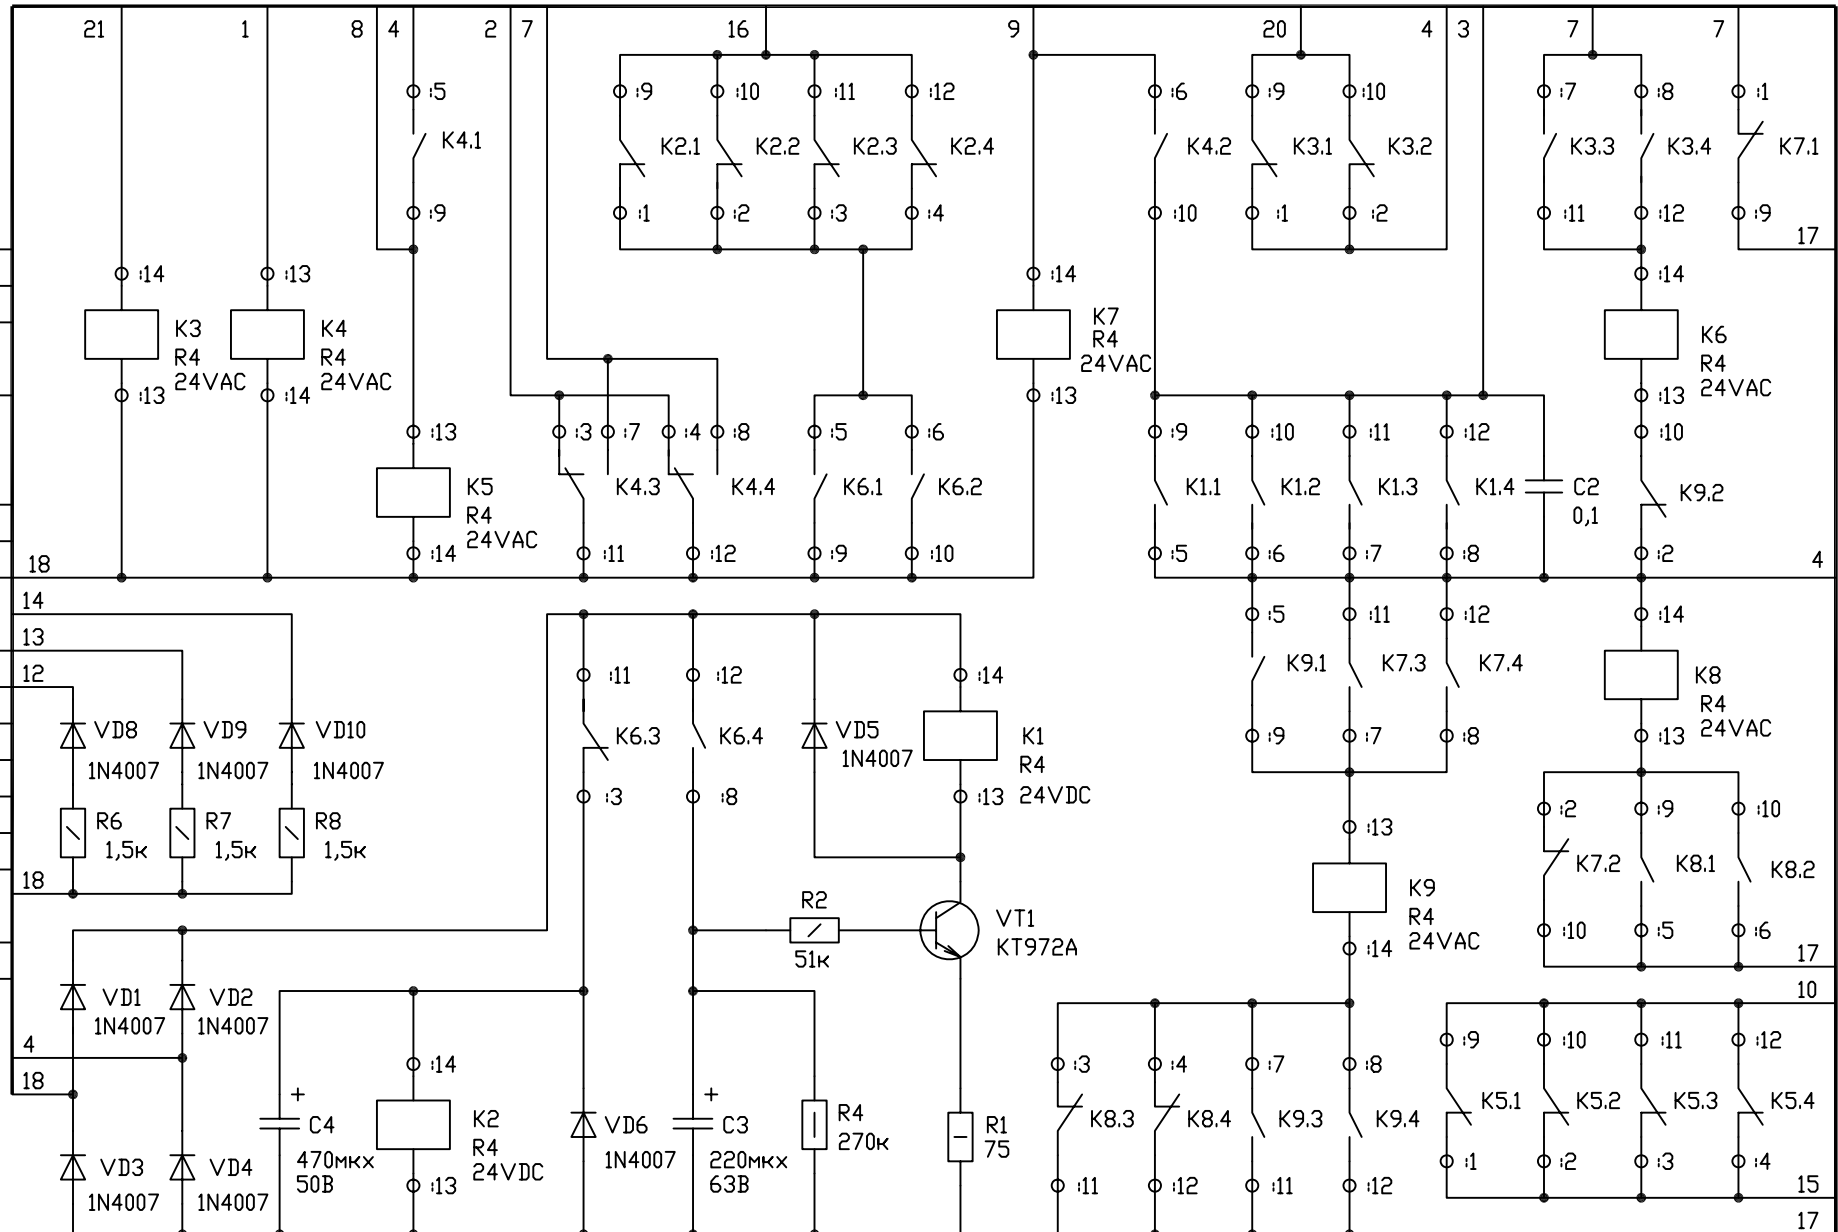 21 1 8 4 2 7 16 9 20 4 3 7 7
:5 :9 :10 :11 :12 :6 :9 :10 :7 :8 :1
K4.1 K2.1 K2.2 K2.3 K2.4 K4.2 K3.1 K3.2 K3.3 K3.4 K7.1
:9 :1 :2 :3 :4 :10 :1 :2 :11 :12 :9
17
:14 :13 :14 :14
K3 K4 K7 K6
R4 R4 R4 R4
24VAC 24VAC 24VAC 24VAC
:13 :14 :13 :13
:13 :3 :7 :4 :8 :5 :6 :9 :10 :11 :12 :10
K5 K4.3 K4.4 K6.1 K6.2 K1.1 K1.2 K1.3 K1.4 C2 K9.2
R4 0,1
24VAC
:14 :11 :12 :9 :10 :5 :6 :7 :8 :2
18 4
14
:5 :11 :12 :14
13
12
:11 :12 :14 K9.1 K7.3 K7.4 K8
R4
24VAC
VD8 VD9 VD10 K6.3 K6.4 VD5 K1 :9 :7 :8 :13
1N4007 1N4007 1N4007 1N4007 R4
:3 :8 :13 24VDC
R6 R7 R8 :13 :2 :9 :10
1,5к 1,5к 1,5к
K7.2 K8.1 K8.2
18 K9
R2 VT1 R4
51к KT972A 24VAC
:14 :10 :5 :6
17
VD1 VD2 10
1N4007 1N4007
4 :9 :10 :11 :12
:14 :3 :4 :7 :8
18
+ +
C4 K2 VD6 C3 R4 R1 K8.3 K8.4 K9.3 K9.4 K5.1 K5.2 K5.3 K5.4
470мкх R4 1N4007 220мкх 270к 75
50В 24VDC 63В
VD3 VD4 :1 :2 :3 :4
1N4007 1N4007 :13 :11 :12 :11 :12
15
17